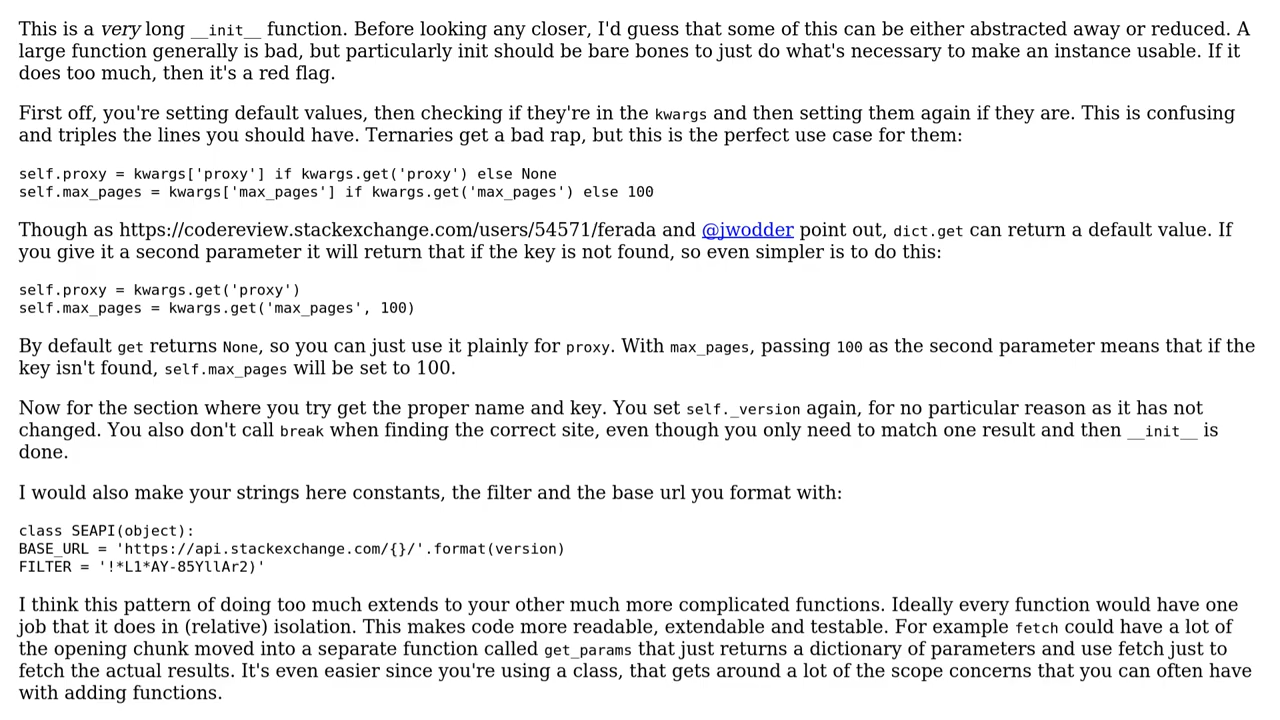 This is a very long __init__ function. Before looking any closer, I'd guess that some of this can be either abstracted away or reduced. A
large function generally is bad, but particularly init should be bare bones to just do what's necessary to make an instance usable. If it
does too much, then it's a red flag.
First off, you're setting default values, then checking if they're in the kwargs and then setting them again if they are. This is confusing
and triples the lines you should have. Ternaries get a bad rap, but this is the perfect use case for them:
self.proxy = kwargs['proxy'] if kwargs.get('proxy') else None
self.max_pages = kwargs['max_pages'] if kwargs.get('max_pages') else 100
Though as https://codereview.stackexchange.com/users/54571/ferada and @jwodder point out, dict.get can return a default value. If
you give it a second parameter it will return that if the key is not found, so even simpler is to do this:
self.proxy = kwargs.get('proxy')
self.max_pages = kwargs.get('max_pages', 100)
By default get returns None, so you can just use it plainly for proxy. With max_pages, passing 100 as the second parameter means that if the
key isn't found, self.max_pages will be set to 100.
Now for the section where you try get the proper name and key. You set self._version again, for no particular reason as it has not
changed. You also don't call break when finding the correct site, even though you only need to match one result and then __init__ is
done.
I would also make your strings here constants, the filter and the base url you format with:
class SEAPI(object):
BASE_URL = 'https://api.stackexchange.com/{}/'.format(version)
FILTER = '!*L1*AY-85YllAr2)'
I think this pattern of doing too much extends to your other much more complicated functions. Ideally every function would have one
job that it does in (relative) isolation. This makes code more readable, extendable and testable. For example fetch could have a lot of
the opening chunk moved into a separate function called get_params that just returns a dictionary of parameters and use fetch just to
fetch the actual results. It's even easier since you're using a class, that gets around a lot of the scope concerns that you can often have
with adding functions.